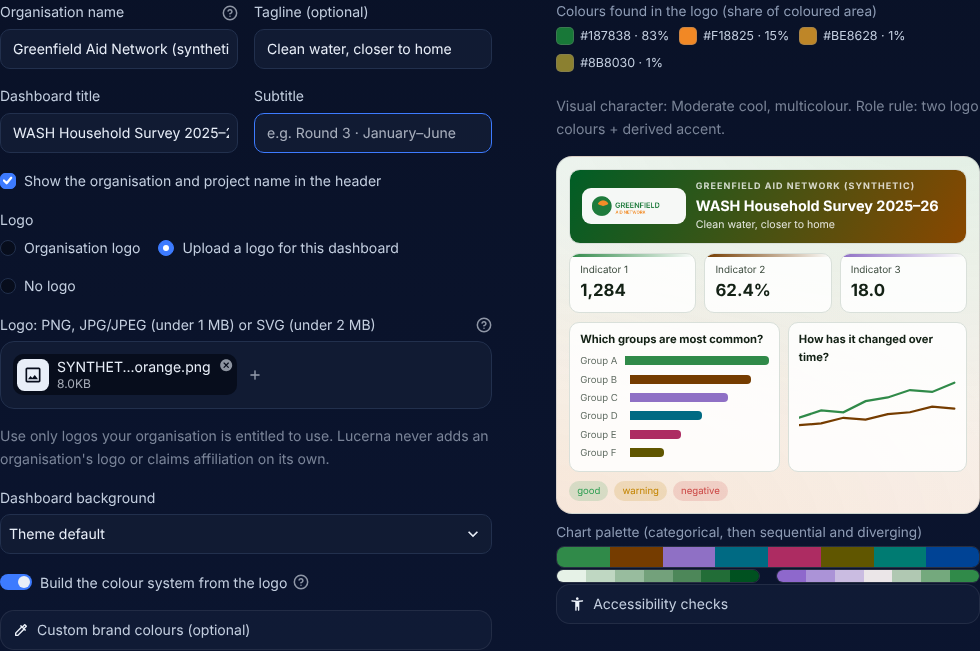 Organisation name
Tagline (optional)
Greenfield Aid Network (syntheti
Clean water, closer to home
Dashboard title
Subtitle
WASH Household Survey 2025–2
e.g. Round 3 · January–June
Show the organisation and project name in the header
Logo
Organisation logo
Upload a logo for this dashboard
No logo
Logo: PNG, JPG/JPEG (under 1 MB) or SVG (under 2 MB)
SYNTHET...orange.png
8.0KB
Use only logos your organisation is entitled to use. Lucerna never adds an
organisation's logo or claims affiliation on its own.
Dashboard background
Theme default
Build the colour system from the logo
Custom brand colours (optional)
Colours found in the logo (share of coloured area)
#187838 · 83%
#F18825 · 15%
#BE8628 · 1%
#8B8030 · 1%
Visual character: Moderate cool, multicolour. Role rule: two logo
colours + derived accent.
GREENFIELD
AID NETWORK
GREENFIELD AID NETWORK (SYNTHETIC)
WASH Household Survey 2025–26
Clean water, closer to home
Indicator 1
1,284
Indicator 2
62.4%
Indicator 3
18.0
Which groups are most common?
Group A
Group B
Group C
Group D
Group E
Group F
How has it changed over
time?
good
warning
negative
Chart palette (categorical, then sequential and diverging)
Accessibility checks